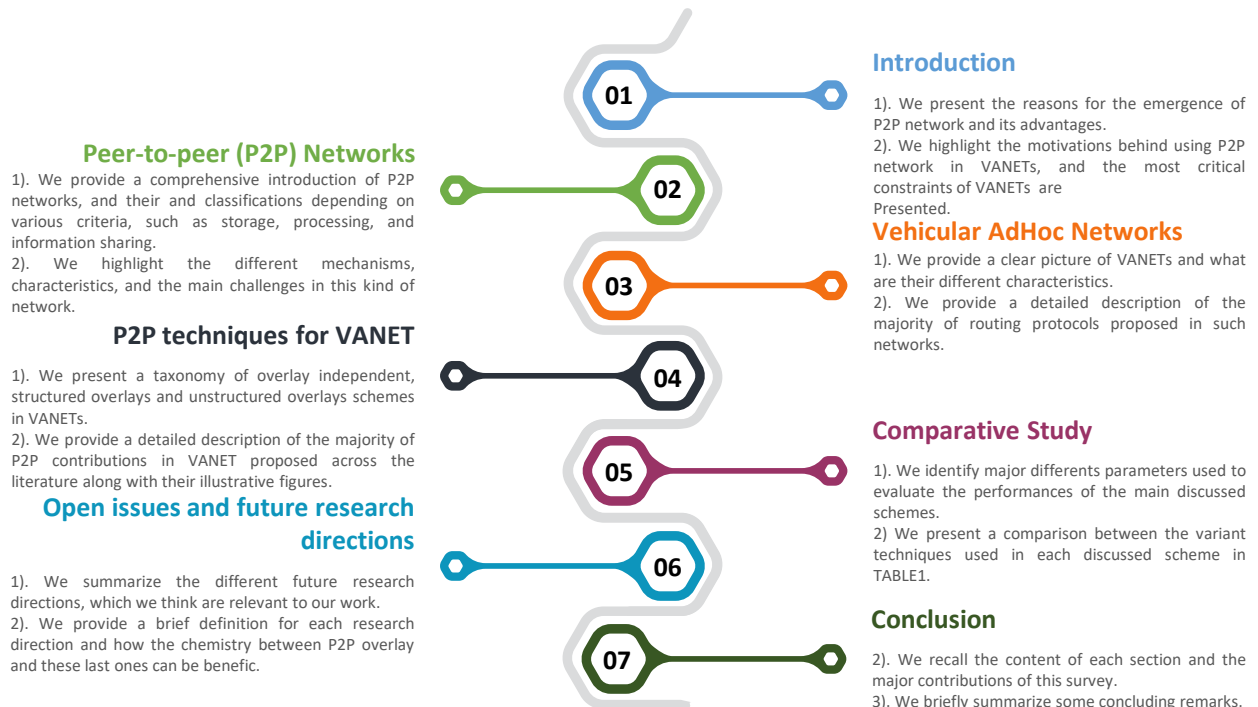 01
Introduction
1). We present the reasons for the emergence of
P2P network and its advantages.
2). We highlight the motivations behind using P2P
network in VANETs, and the most critical
constraints of VANETs are
Presented.
Peer-to-peer (P2P) Networks
1). We provide a comprehensive introduction of P2P
networks, and their and classifications depending on
various criteria, such as storage, processing, and
information sharing.
2). We highlight the different mechanisms,
characteristics, and the main challenges in this kind of
network.
02
03
Vehicular AdHoc Networks
1). We provide a clear picture of VANETs and what
are their different characteristics.
2). We provide a detailed description of the
majority of routing protocols proposed in such
networks.
P2P techniques for VANET
1). We present a taxonomy of overlay independent,
structured overlays and unstructured overlays schemes
in VANETs.
2). We provide a detailed description of the majority of
P2P contributions in VANET proposed across the
literature along with their illustrative figures.
04
05
Comparative Study
1). We identify major differents parameters used to
evaluate the performances of the main discussed
schemes.
2) We present a comparison between the variant
techniques used in each discussed scheme in
TABLE1.
Open issues and future research
directions
1). We summarize the different future research
directions, which we think are relevant to our work.
2). We provide a brief definition for each research
direction and how the chemistry between P2P overlay
and these last ones can be benefic.
06
07
Conclusion
2). We recall the content of each section and the
major contributions of this survey.
3). We briefly summarize some concluding remarks.